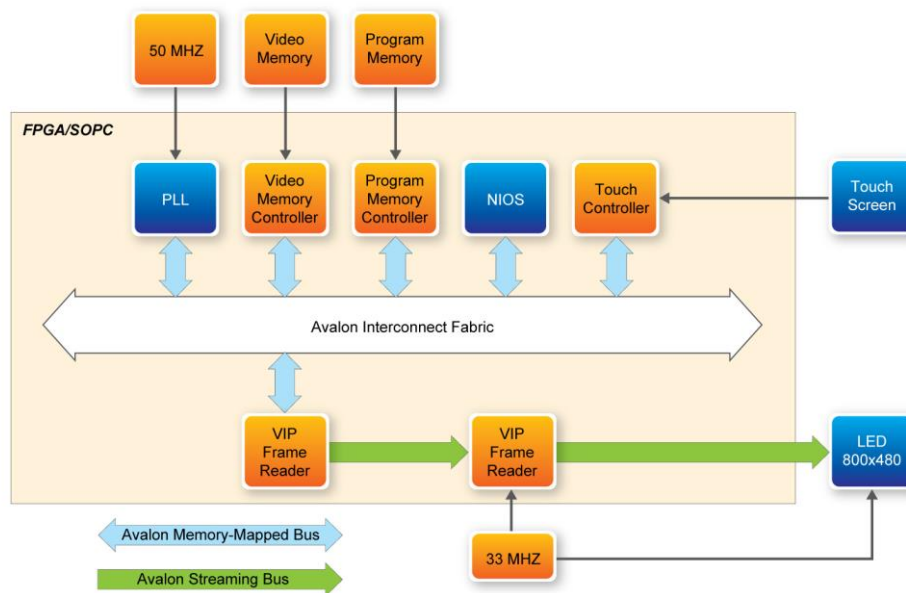 50 MHZ
Video
Memory
Program
Memory
FPGA/SOPC
PLL
Video
Memory
Controller
Program
Memory
Controller
NIOS
Touch
Controller
Touch
Screen
Avalon Interconnect Fabric
VIP
Frame
Reader
VIP
Frame
Reader
LED
800x480
Avalon Memory-Mapped Bus
33 MHZ
Avalon Streaming Bus